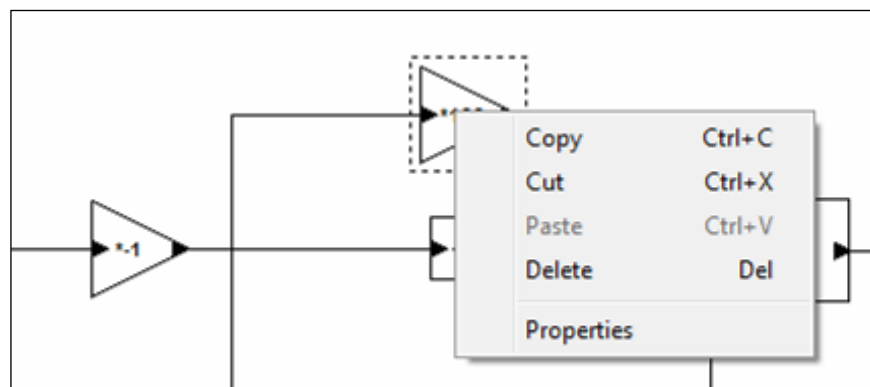 Copy Ctrl+C
Cut Ctrl+X
Paste Ctrl+V
*-1
Delete Del
Properties